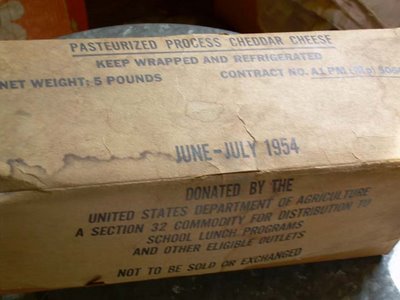 PASTEURIZED PROCESS CHEDDAR CHEESE
KEEP WRAPPED AND REFRIGERATED
NET WEIGHT: 5 POUNDS CONTRACT NO.
JUNE-JULY 1954
DONATED BY THE
UNITED STATES DEPARTMENT OF AGRICULTURE
A SECTION 32 COMMODITY FOR DISTRIBUTION TO
SCHOOL LUNCH PROGRAMS
AND OTHER ELIGIBLE OUTLETS
NOT TO BE SOLD OR EXCHANGED